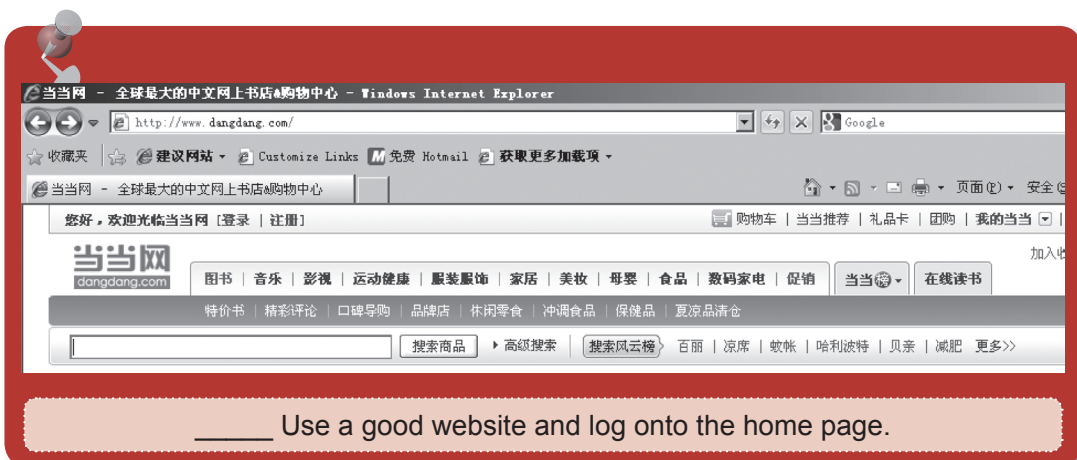 当当网 - 全球最大的中文网上书店&购物中心 - Windows Internet Explorer
http://www.dangdang.com/ Google
收藏夹 建议网站 Customize Links 免费 Hotmail 获取更多加载项
当当网 - 全球最大的中文网上书店&购物中心 页面(P) 安全(S
您好，欢迎光临当当网 [登录 | 注册] 购物车 | 当当推荐 | 礼品卡 | 团购 | 我的当当 |
加入收
当当网
dangdang.com
图书 | 音乐 | 影视 | 运动健康 | 服装服饰 | 家居 | 美妆 | 母婴 | 食品 | 数码家电 | 促销 当当榜 在线读书
特价书 | 精彩评论 | 口碑导购 | 品牌店 | 休闲零食 | 冲调食品 | 保健品 | 夏凉品清仓
搜索商品 高级搜索 搜索风云榜 百丽 | 凉席 | 蚊帐 | 哈利波特 | 贝亲 | 减肥 更多>>
_____ Use a good website and log onto the home page.